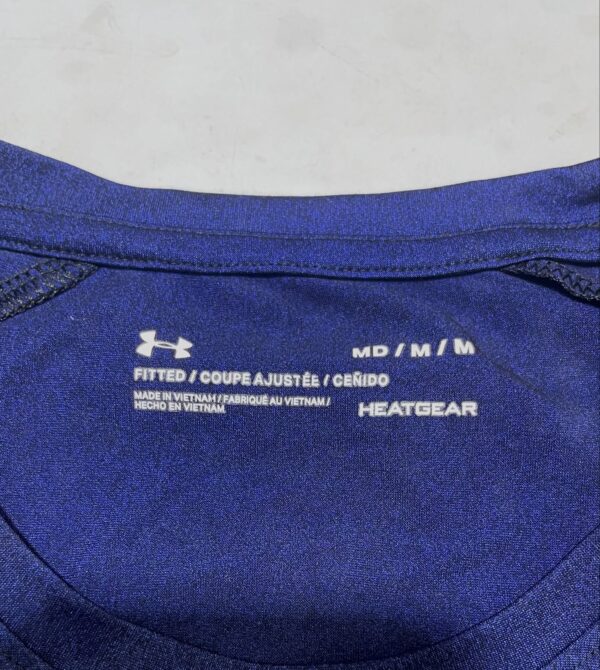 MD / M / M
FITTED / COUPE AJUSTÉE / CEÑIDO
MADE IN VIETNAM / FABRIQUÉ AU VIETNAM /
HECHO EN VIETNAM
HEATGEAR